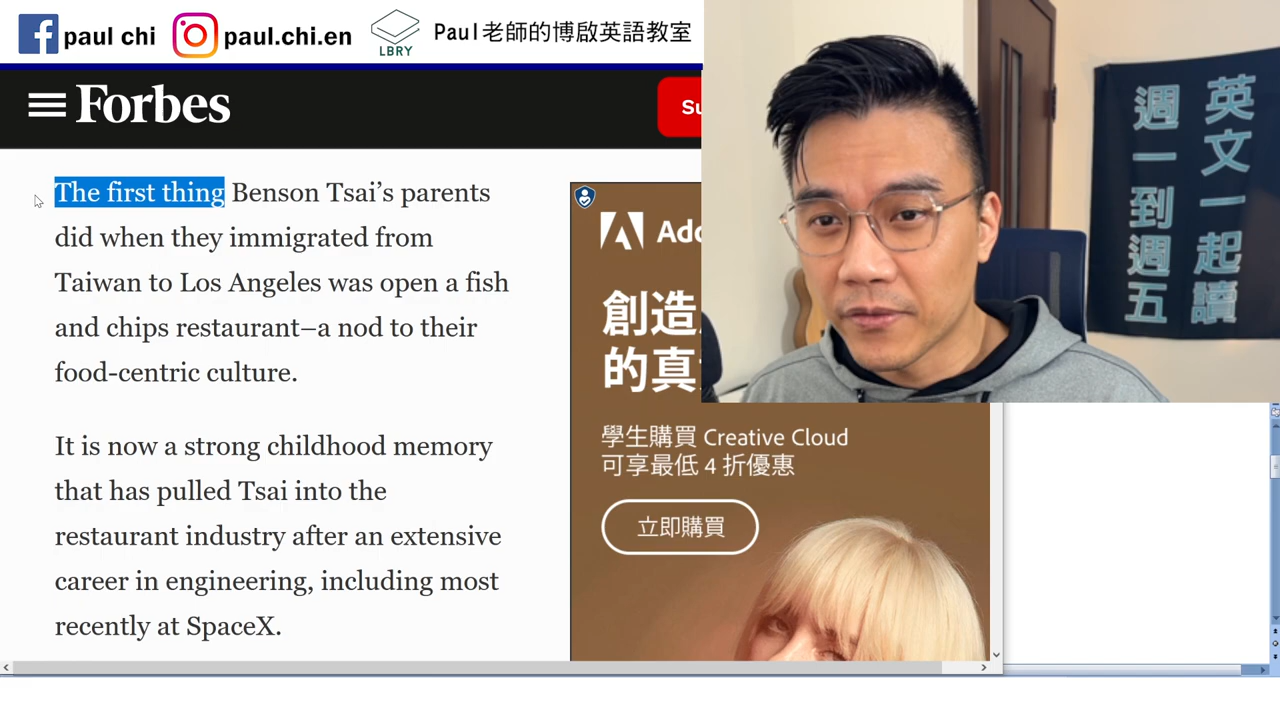 paul chi
paul.chi.en
LBRY
Paul老師的博啟英語教室
Forbes
The first thing Benson Tsai’s parents
did when they immigrated from
Taiwan to Los Angeles was open a fish
and chips restaurant–a nod to their
food-centric culture.
It is now a strong childhood memory
that has pulled Tsai into the
restaurant industry after an extensive
career in engineering, including most
recently at SpaceX.
創造
的真
學生購買 Creative Cloud
可享最低 4 折優惠
立即購買
英文一起讀
週一到週五